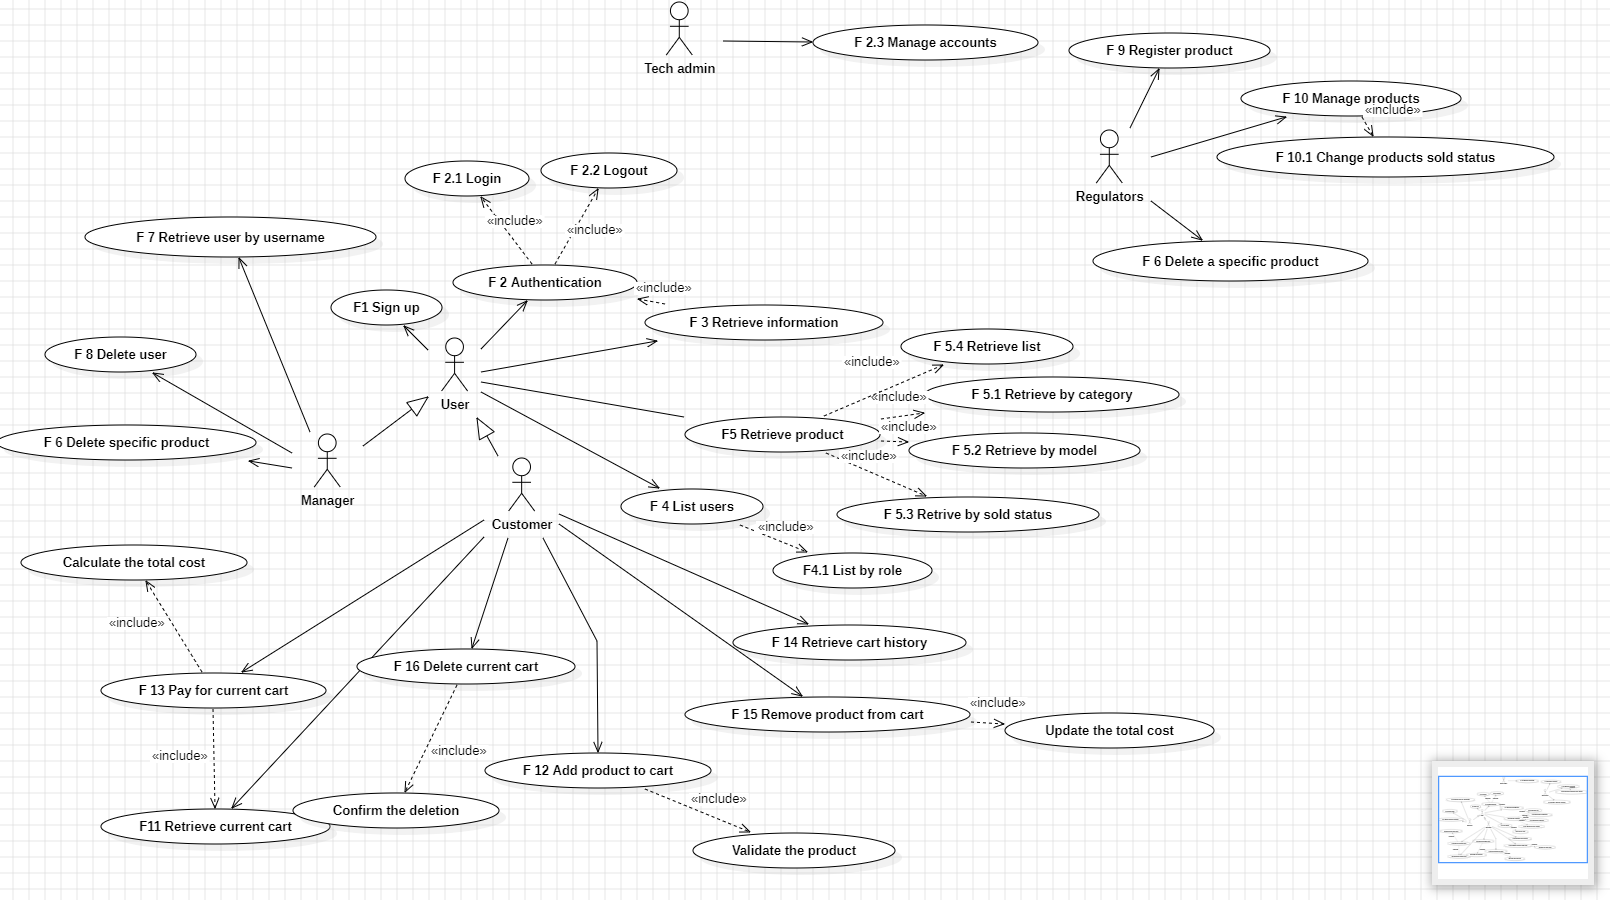 Tech admin
F 2.3 Manage accounts
F 9 Register product
F 10 Manage products
«include»
F 10.1 Change products sold status
Regulators
F 6 Delete a specific product
F 2.1 Login
F 2.2 Logout
«include»
«include»
F 7 Retrieve user by username
F 2 Authentication
«include»
F1 Sign up
F 3 Retrieve information
F 8 Delete user
User
F 5.4 Retrieve list
«include»
F 5.1 Retrieve by category
«include»
F5 Retrieve product
«include»
F 5.2 Retrieve by model
«include»
F 5.3 Retrive by sold status
F 6 Delete specific product
Manager
F 4 List users
«include»
F4.1 List by role
Customer
Calculate the total cost
«include»
F 13 Pay for current cart
«include»
F11 Retrieve current cart
F 16 Delete current cart
«include»
Confirm the deletion
F 14 Retrieve cart history
F 15 Remove product from cart
«include»
Update the total cost
F 12 Add product to cart
«include»
Validate the product